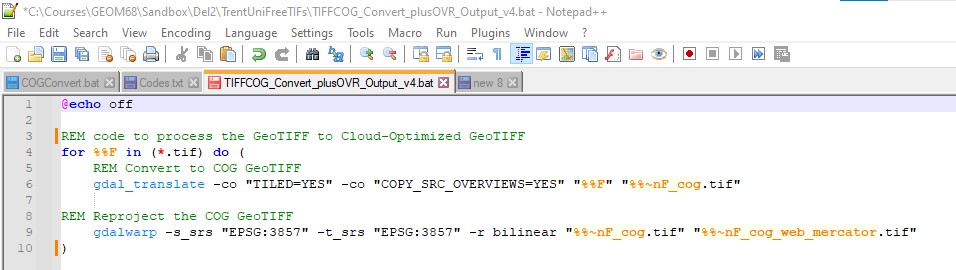 *C:\Courses\GEOM68\Sandbox\Del2\TrentUniFreeTIFs\TIFFCOG_Convert_plusOVR_Output_v4.bat - Notepad++
File Edit Search View Encoding Language Settings Tools Macro Run Plugins Window ?
COGConvert.bat Codes.txt TIFFCOG_Convert_plusOVR_Output_v4.bat new 8
1 @echo off
2
3 REM code to process the GeoTIFF to Cloud-Optimized GeoTIFF
4 for %%F in (*.tif) do (
5 REM Convert to COG GeoTIFF
6 gdal_translate -co "TILED=YES" -co "COPY_SRC_OVERVIEWS=YES" "%%F" "%%~nF_cog.tif"
7
8 REM Reproject the COG GeoTIFF
9 gdalwarp -s_srs "EPSG:3857" -t_srs "EPSG:3857" -r bilinear "%%~nF_cog.tif" "%%~nF_cog_web_mercator.tif"
10 )